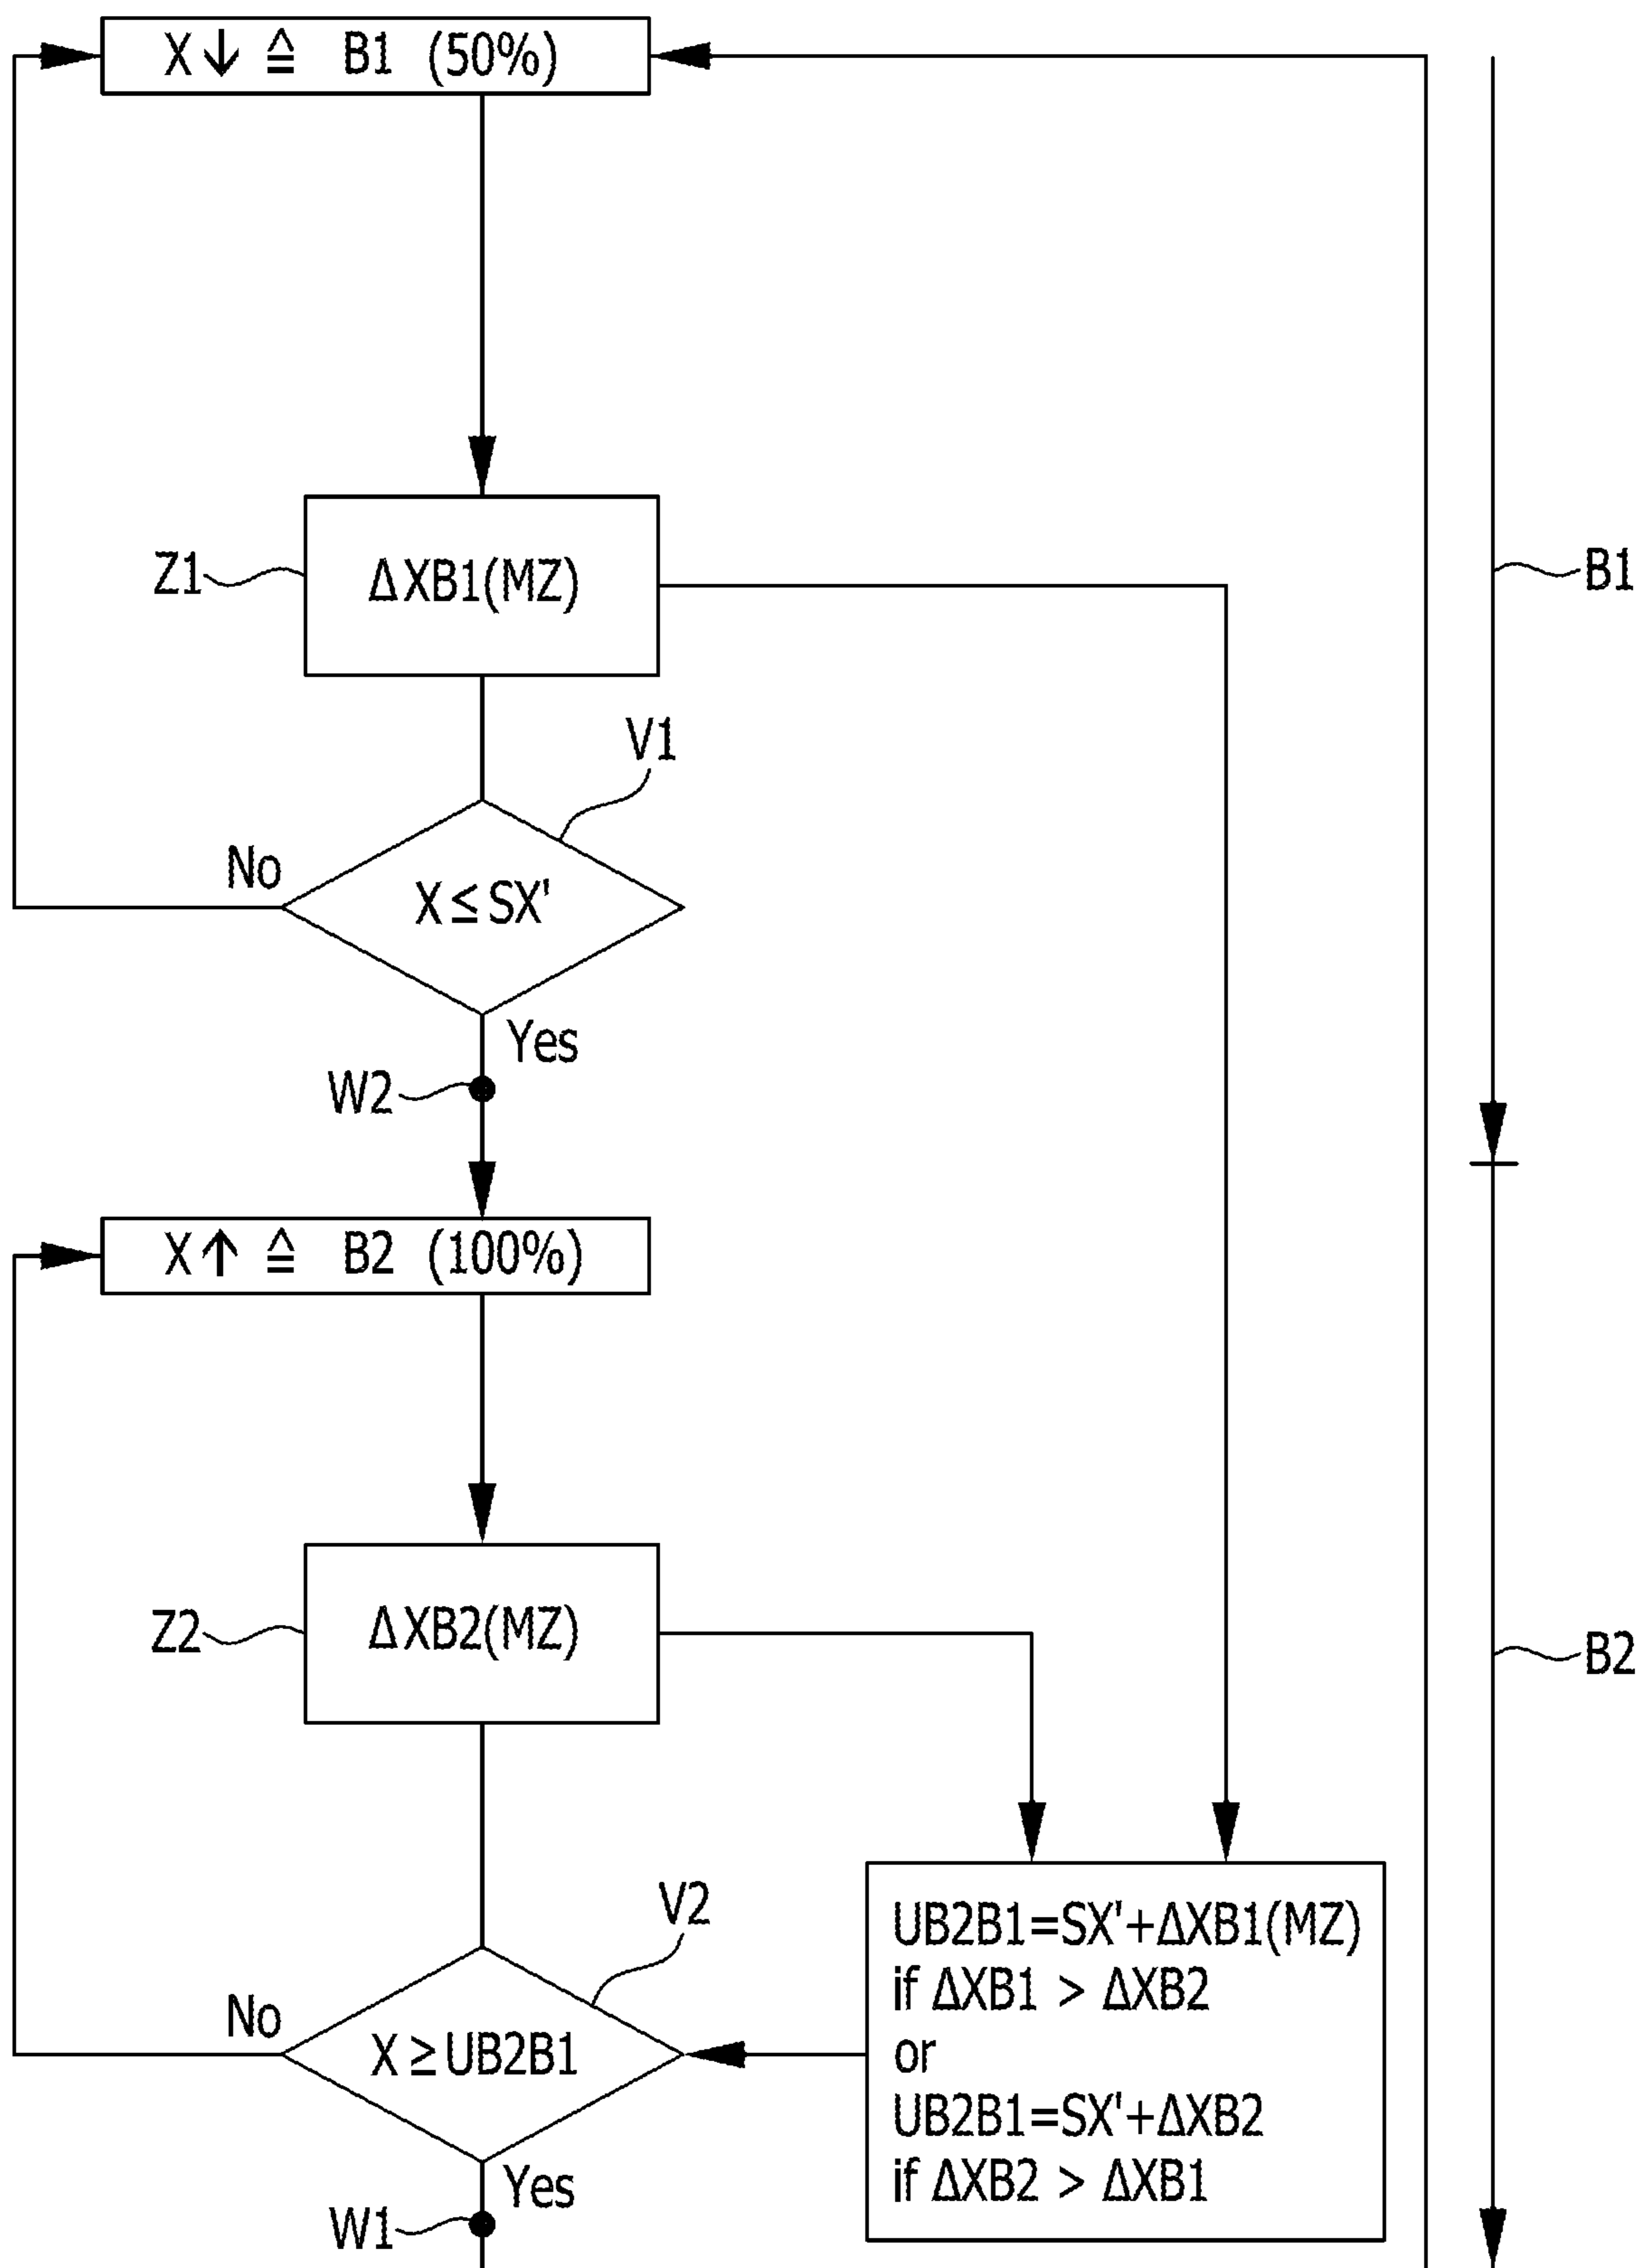 X ↓ ≙ B1 (50%)
Z1
ΔXB1(MZ)
B1
V1
No
X ≤ SX'
Yes
W2
X ↑ ≙ B2 (100%)
Z2
ΔXB2(MZ)
B2
V2
No
X ≥ UB2B1
UB2B1=SX'+ΔXB1(MZ)
if ΔXB1 > ΔXB2
or
UB2B1=SX'+ΔXB2
if ΔXB2 > ΔXB1
Yes
W1